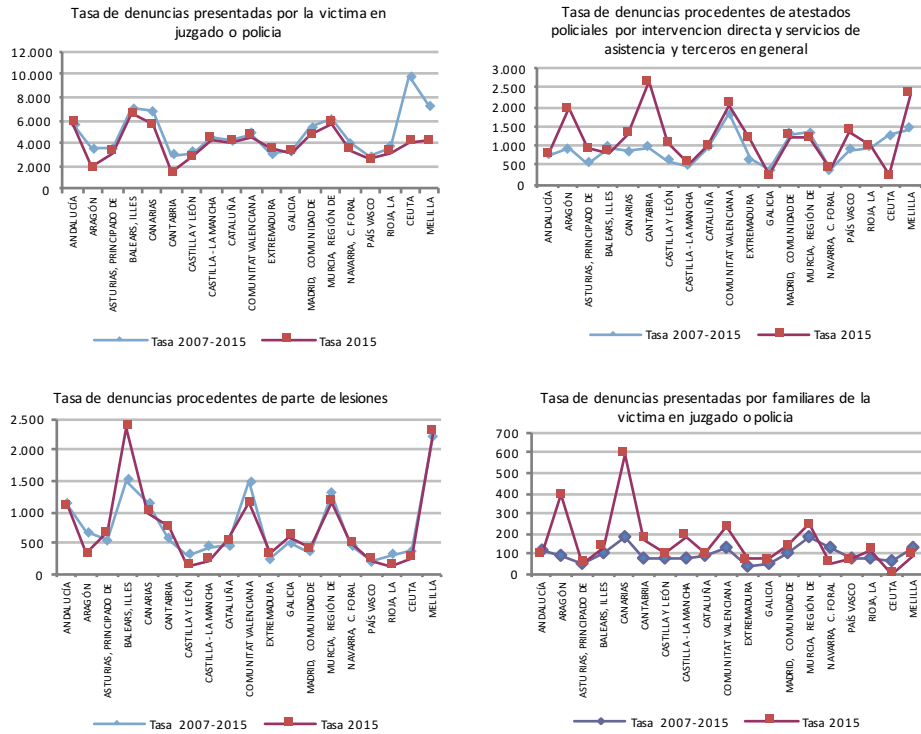 Tasa de denuncias presentadas por la victima en
juzgado o policia
12.000
10.000
8.000
6.000
4.000
2.000
0
ANDALUCÍA
ARAGÓN
ASTURIAS, PRINCIPADO DE
BALEARS, ILLES
CANARIAS
CANTABRIA
CASTILLA Y LEÓN
CASTILLA - LA MANCHA
CATALUÑA
COMUNITAT VALENCIANA
EXTREMADURA
GALICIA
MADRID, COMUNIDAD DE
MURCIA, REGIÓN DE
NAVARRA, C. FORAL
PAÍS VASCO
RIOJA, LA
CEUTA
MELILLA
Tasa 2007-2015
Tasa 2015
Tasa de denuncias procedentes de atestados
policiales por intervencion directa y servicios de
asistencia y terceros en general
3.000
2.500
2.000
1.500
1.000
500
0
ANDALUCÍA
ARAGÓN
ASTURIAS, PRINCIPADO DE
BALEARS, ILLES
CANARIAS
CANTABRIA
CASTILLA Y LEÓN
CASTILLA - LA MANCHA
CATALUÑA
COMUNITAT VALENCIANA
EXTREMADURA
GALICIA
MADRID, COMUNIDAD DE
MURCIA, REGIÓN DE
NAVARRA, C. FORAL
PAÍS VASCO
RIOJA, LA
CEUTA
MELILLA
Tasa 2007-2015
Tasa 2015
Tasa de denuncias procedentes de parte de lesiones
2.500
2.000
1.500
1.000
500
0
ANDALUCÍA
ARAGÓN
ASTURIAS, PRINCIPADO DE
BALEARS, ILLES
CANARIAS
CANTABRIA
CASTILLA Y LEÓN
CASTILLA - LA MANCHA
CATALUÑA
COMUNITAT VALENCIANA
EXTREMADURA
GALICIA
MADRID, COMUNIDAD DE
MURCIA, REGIÓN DE
NAVARRA, C. FORAL
PAÍS VASCO
RIOJA, LA
CEUTA
MELILLA
Tasa 2007-2015
Tasa 2015
Tasa de denuncias presentadas por familiares de la
victima en juzgado o policia
700
600
500
400
300
200
100
0
ANDALUCÍA
ARAGÓN
ASTURIAS, PRINCIPADO DE
BALEARS, ILLES
CANARIAS
CANTABRIA
CASTILLA Y LEÓN
CASTILLA - LA MANCHA
CATALUÑA
COMUNITAT VALENCIANA
EXTREMADURA
GALICIA
MADRID, COMUNIDAD DE
MURCIA, REGIÓN DE
NAVARRA, C. FORAL
PAÍS VASCO
RIOJA, LA
CEUTA
MELILLA
Tasa 2007-2015
Tasa 2015